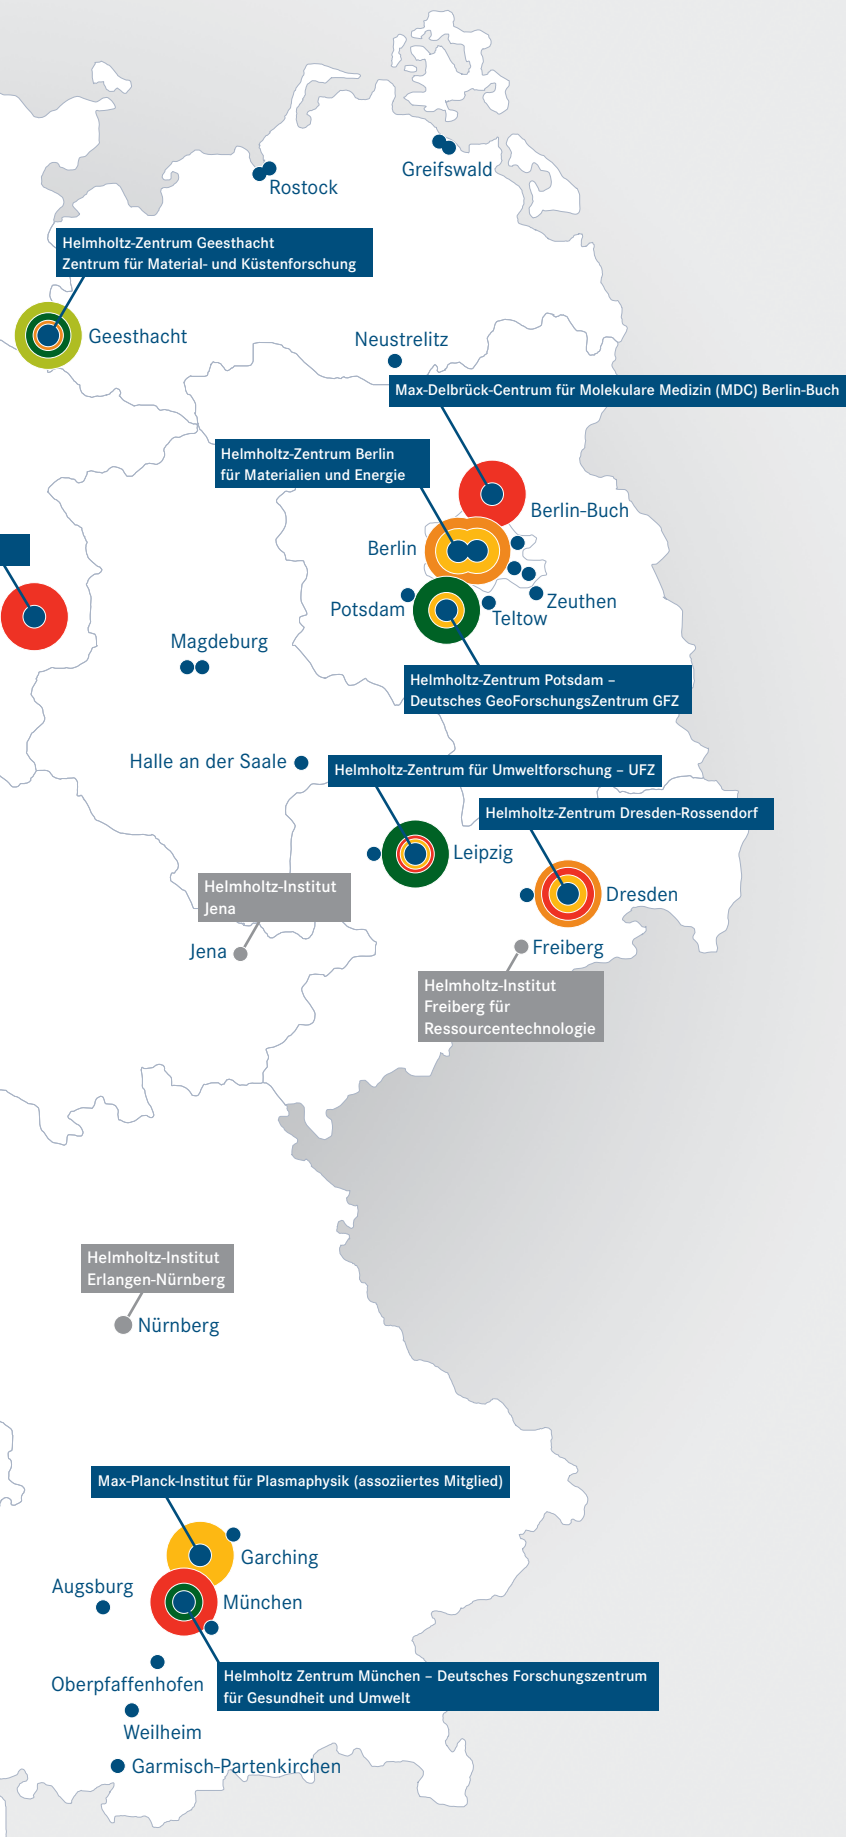 Greifswald
Rostock
Helmholtz-Zentrum Geesthacht
Zentrum für Material- und Küstenforschung
Geesthacht
Neustrelitz
Max-Delbrück-Centrum für Molekulare Medizin (MDC) Berlin-Buch
Helmholtz-Zentrum Berlin
für Materialien und Energie
Berlin-Buch
Berlin
Zeuthen
Potsdam
Teltow
Magdeburg
Helmholtz-Zentrum Potsdam –
Deutsches GeoForschungsZentrum GFZ
Halle an der Saale
Helmholtz-Zentrum für Umweltforschung – UFZ
Helmholtz-Zentrum Dresden-Rossendorf
Leipzig
Helmholtz-Institut
Jena
Dresden
Jena
Freiberg
Helmholtz-Institut
Freiberg für
Ressourcentechnologie
Helmholtz-Institut
Erlangen-Nürnberg
Nürnberg
Max-Planck-Institut für Plasmaphysik (assoziiertes Mitglied)
Garching
Augsburg
München
Helmholtz Zentrum München – Deutsches Forschungszentrum
für Gesundheit und Umwelt
Oberpfaffenhofen
Weilheim
Garmisch-Partenkirchen